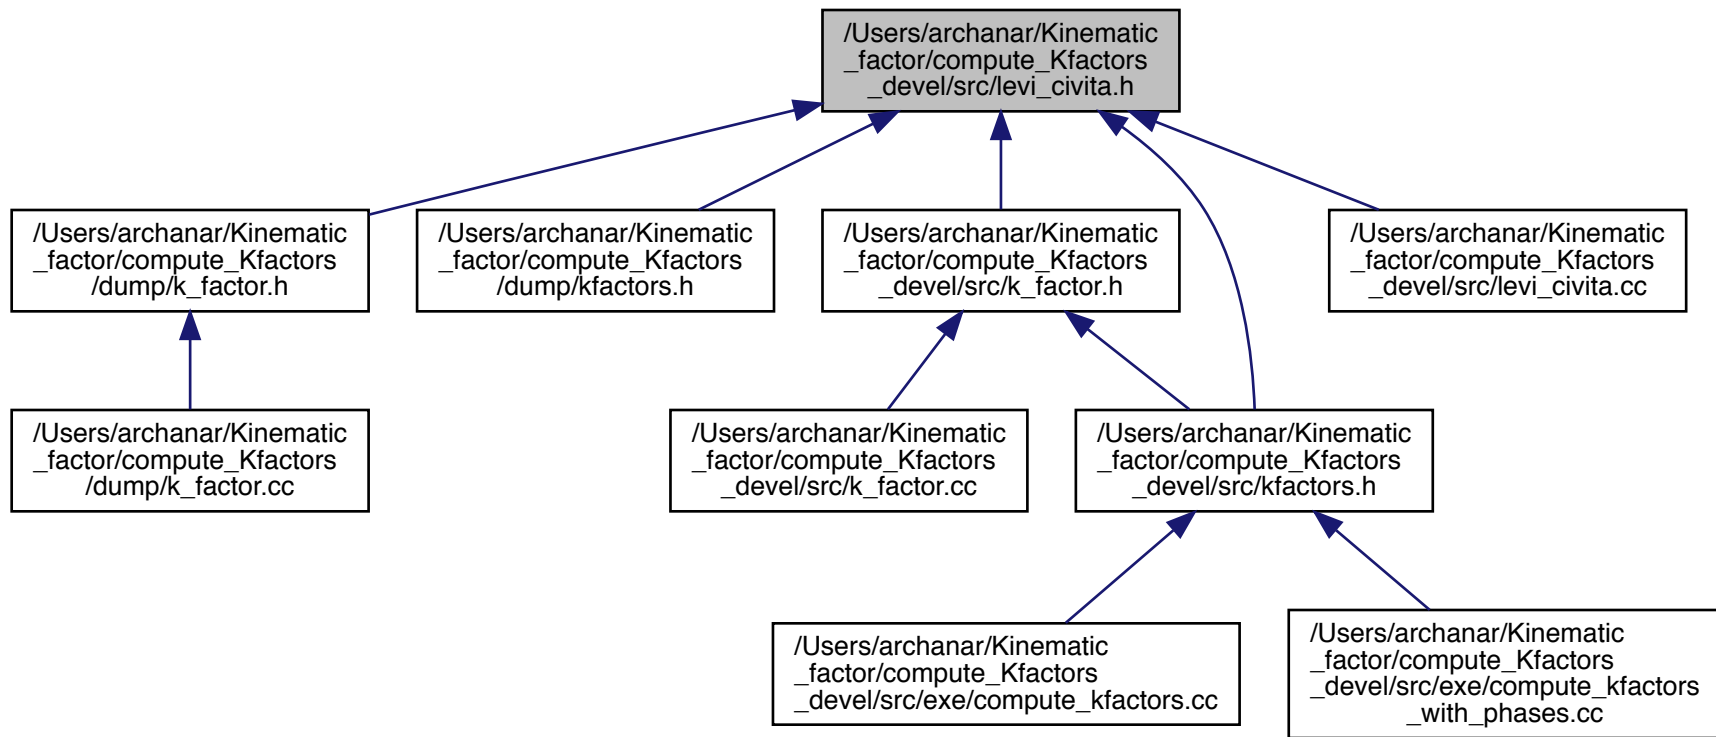 /Users/archanar/Kinematic
_factor/compute_Kfactors
_devel/src/levi_civita.h
/Users/archanar/Kinematic
_factor/compute_Kfactors
/dump/k_factor.h
/Users/archanar/Kinematic
_factor/compute_Kfactors
/dump/kfactors.h
/Users/archanar/Kinematic
_factor/compute_Kfactors
_devel/src/k_factor.h
/Users/archanar/Kinematic
_factor/compute_Kfactors
_devel/src/levi_civita.cc
/Users/archanar/Kinematic
_factor/compute_Kfactors
/dump/k_factor.cc
/Users/archanar/Kinematic
_factor/compute_Kfactors
_devel/src/k_factor.cc
/Users/archanar/Kinematic
_factor/compute_Kfactors
_devel/src/kfactors.h
/Users/archanar/Kinematic
_factor/compute_Kfactors
_devel/src/exe/compute_kfactors.cc
/Users/archanar/Kinematic
_factor/compute_Kfactors
_devel/src/exe/compute_kfactors
_with_phases.cc